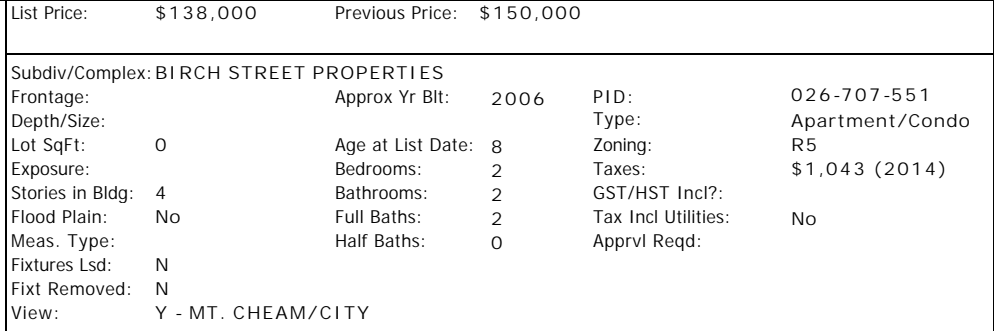 List Price: $138,000 Previous Price: $150,000
Subdiv/Complex: BIRCH STREET PROPERTIES
Frontage: Approx Yr Blt: 2006 PID: 026-707-551
Depth/Size: Type: Apartment/Condo
Lot SqFt: 0 Age at List Date: 8 Zoning: R5
Exposure: Bedrooms: 2 Taxes: $1,043 (2014)
Stories in Bldg: 4 Bathrooms: 2 GST/HST Incl?:
Flood Plain: No Full Baths: 2 Tax Incl Utilities: No
Meas. Type: Half Baths: 0 Apprvl Reqd:
Fixtures Lsd: N
Fixt Removed: N
View: Y - MT. CHEAM/CITY